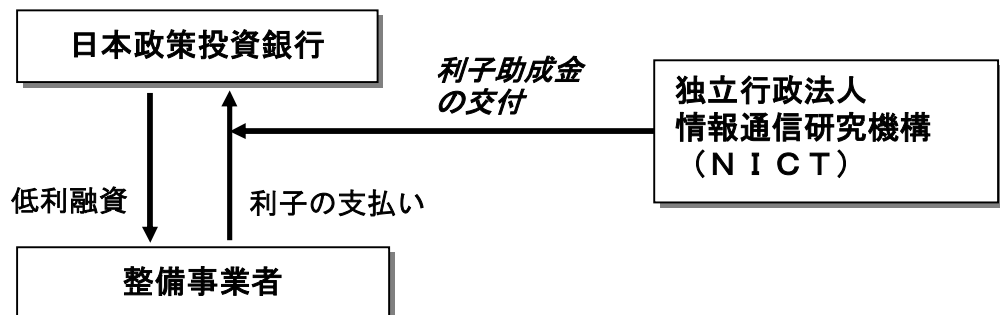 日本政策投資銀行
利子助成金
の交付
独立行政法人
情報通信研究機構
（ＮＩＣＴ）
低利融資
利子の支払い
整備事業者